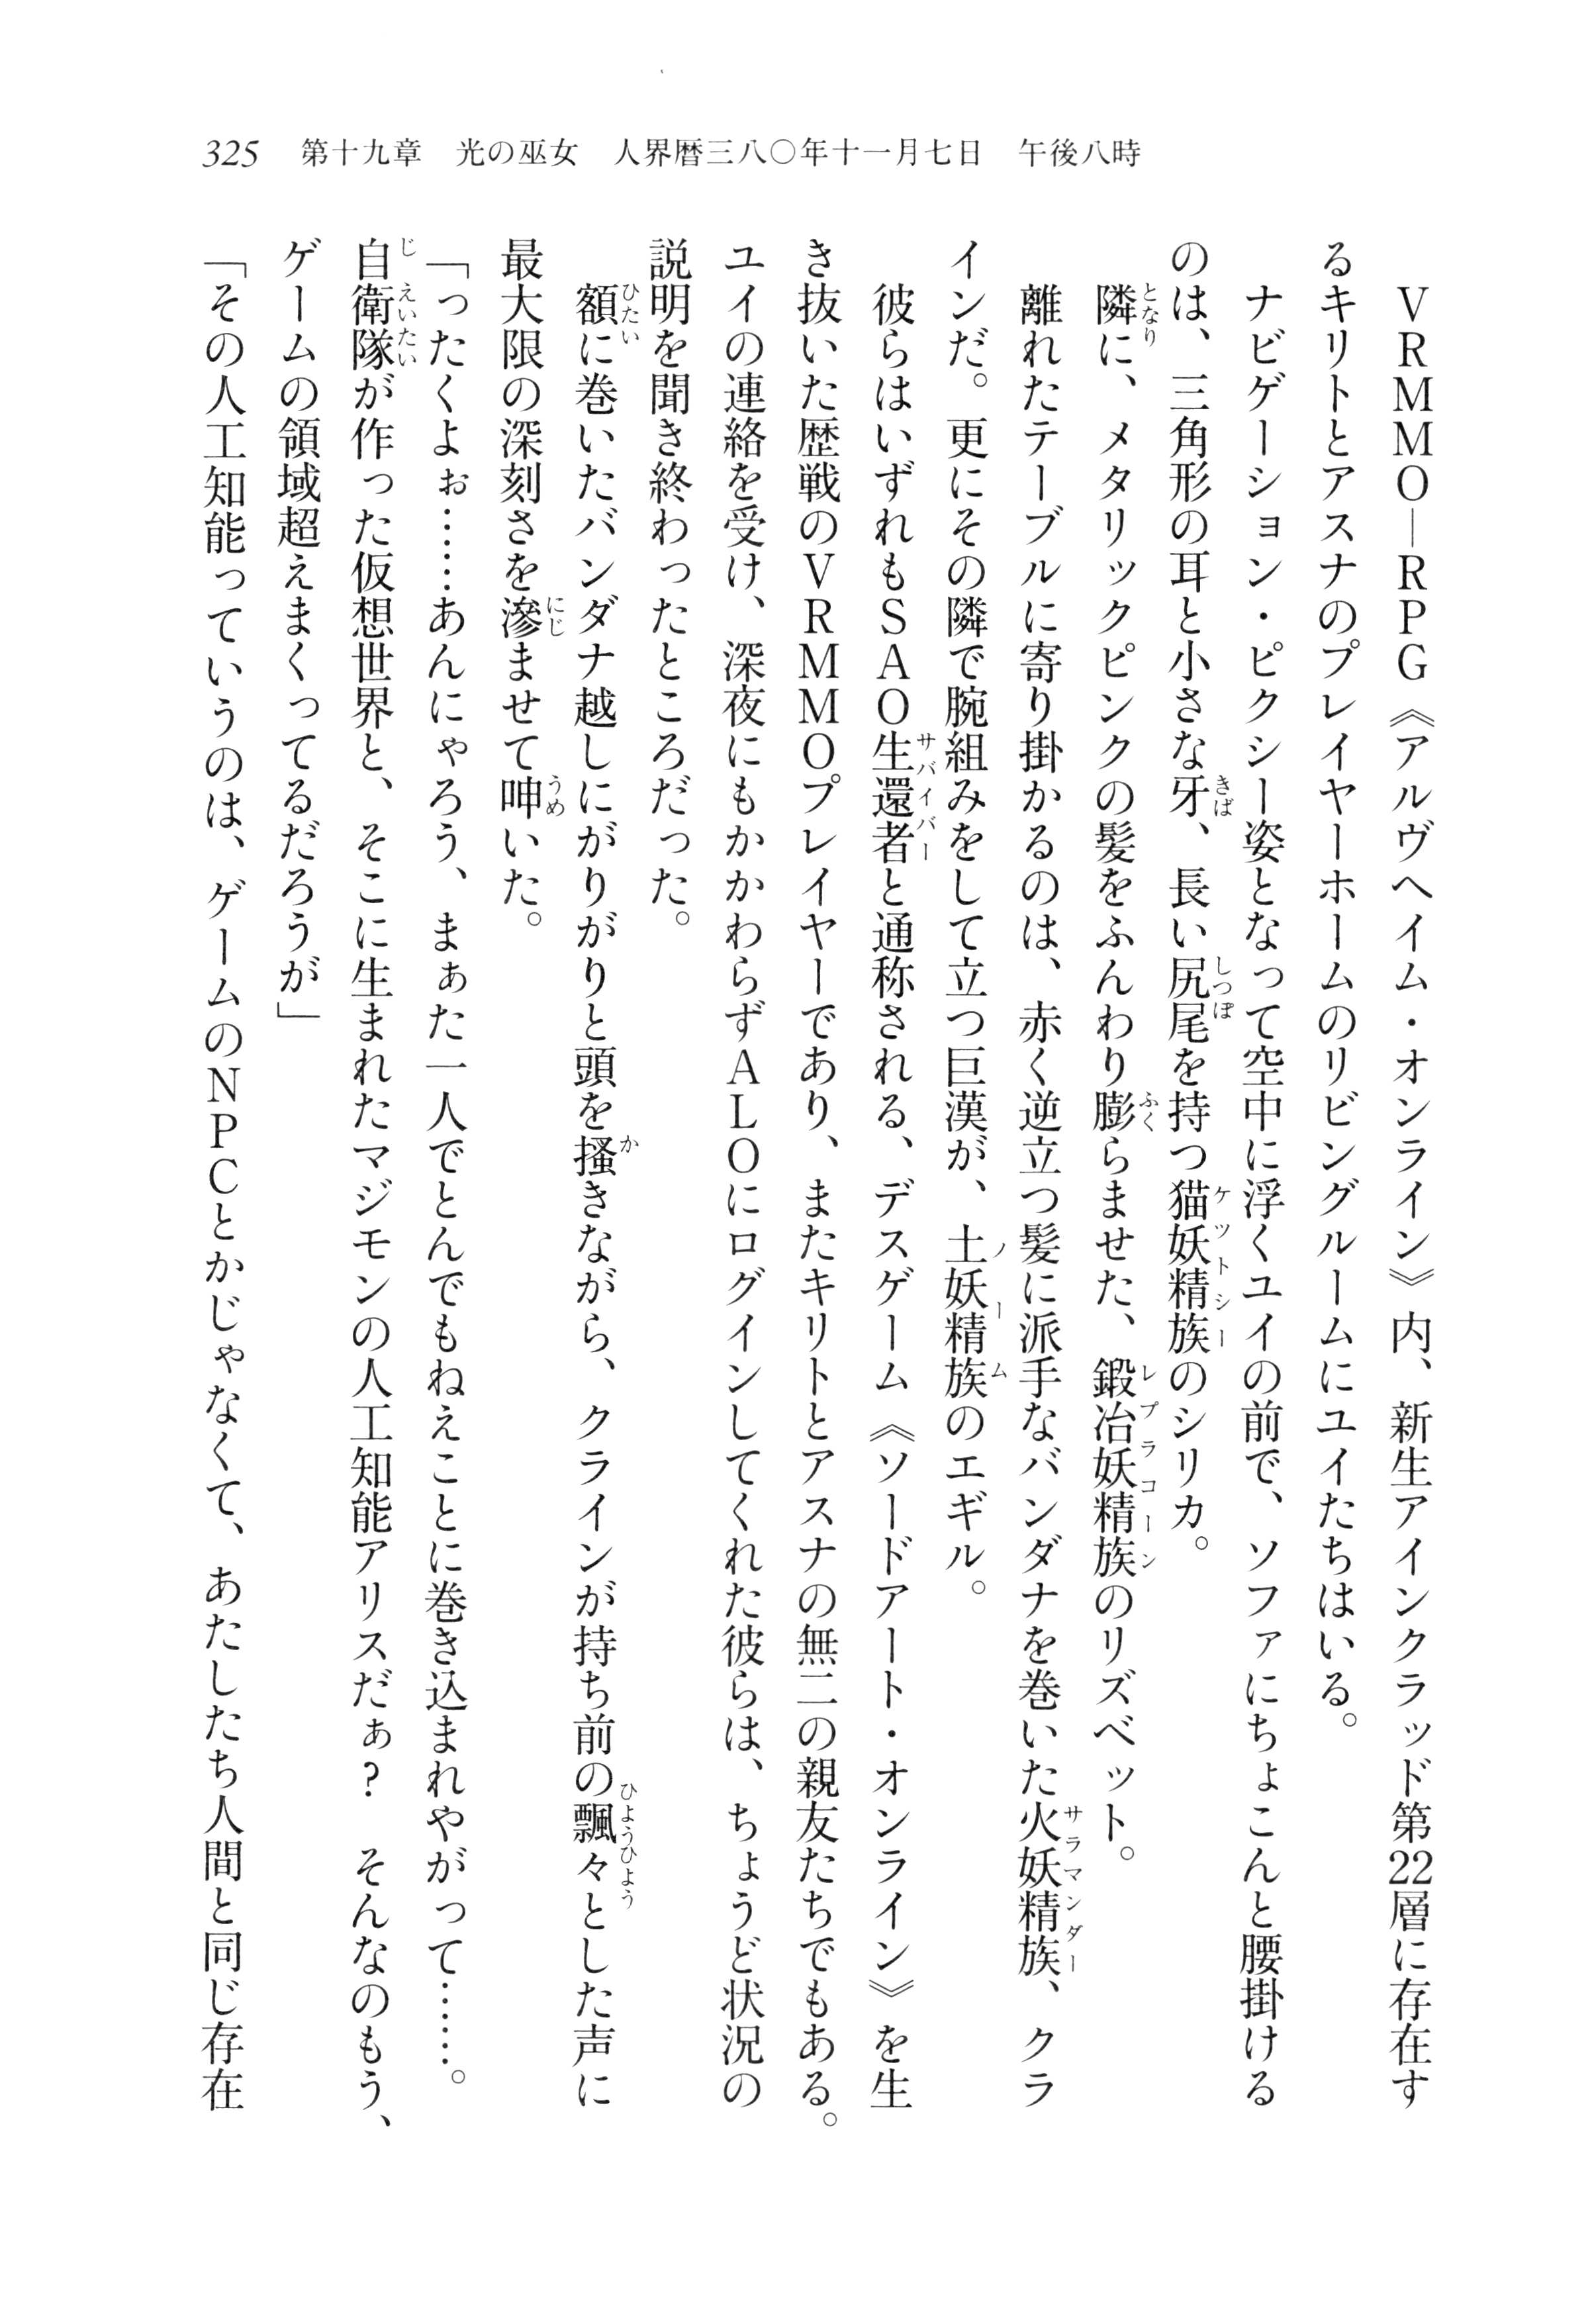 325 第十九章 光の巫女 人界暦三八〇年十一月七日 午後八時
　ＶＲＭＭＯ―ＲＰＧ《アルヴヘイム・オンライン》内、新生アインクラッド第22層に存在す
るキリトとアスナのプレイヤーホームのリビングルームにユイたちはいる。
　ナビゲーション・ピクシー姿となって空中に浮くユイの前で、ソファにちょこんと腰掛ける
のは、三角形の耳と小さな牙、長い尻尾を持つ猫妖精族のシリカ。
　隣に、メタリックピンクの髪をふんわり膨らませた、鍛冶妖精族のリズベット。
　離れたテーブルに寄り掛かるのは、赤く逆立つ髪に派手なバンダナを巻いた火妖精族、クラ
インだ。更にその隣で腕組みをして立つ巨漢が、土妖精族のエギル。
　彼らはいずれもＳＡＯ生還者と通称される、デスゲーム《ソードアート・オンライン》を生
き抜いた歴戦のＶＲＭＭＯプレイヤーであり、またキリトとアスナの無二の親友たちでもある。
ユイの連絡を受け、深夜にもかかわらずＡＬＯにログインしてくれた彼らは、ちょうど状況の
説明を聞き終わったところだった。
　額に巻いたバンダナ越しにがりがりと頭を掻きながら、クラインが持ち前の飄々とした声に
最大限の深刻さを滲ませて呻いた。
「ったくよぉ……あんにゃろう、まぁた一人でとんでもねえことに巻き込まれやがって……。
自衛隊が作った仮想世界と、そこに生まれたマジモンの人工知能アリスだぁ？　そんなのもう、
ゲームの領域超えまくってるだろうが」
「その人工知能っていうのは、ゲームのＮＰＣとかじゃなくて、あたしたち人間と同じ存在